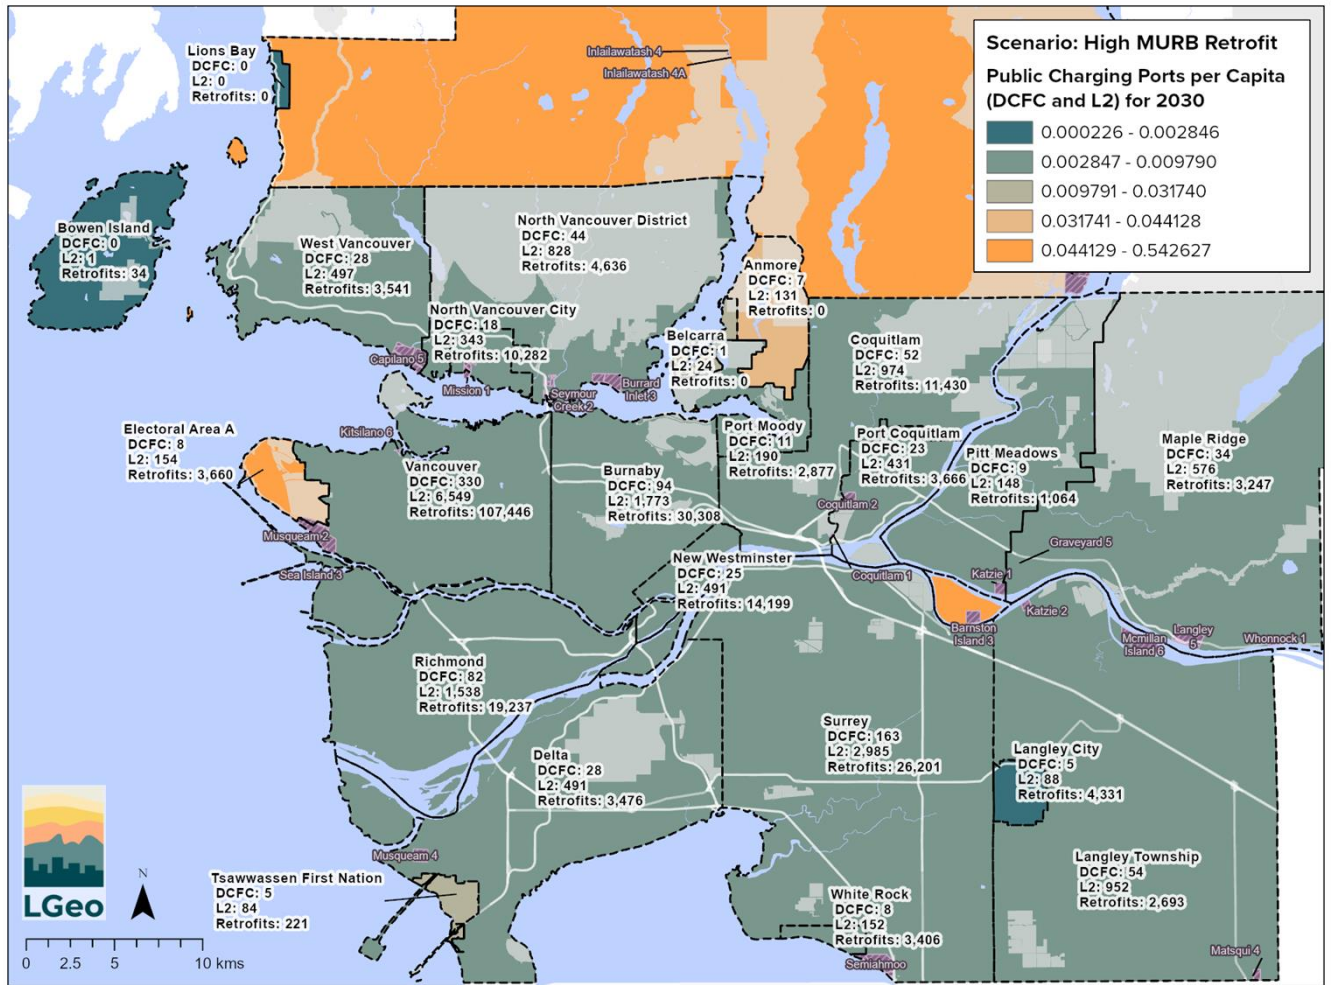 Lions Bay
DCFC: 0
L2: 0
Retrofits: 0
Inlailawatash 4
Inlailawatash 4A
Scenario: High MURB Retrofit
Public Charging Ports per Capita
(DCFC and L2) for 2030
0.000226 - 0.002846
0.002847 - 0.009790
0.009791 - 0.031740
0.031741 - 0.044128
0.044129 - 0.542627
Bowen Island
DCFC: 0
L2: 1
Retrofits: 34
West Vancouver
DCFC: 28
L2: 497
Retrofits: 3,541
North Vancouver District
DCFC: 44
L2: 828
Retrofits: 4,636
Anmore
DCFC: 7
L2: 131
Retrofits: 0
North Vancouver City
DCFC: 18
L2: 343
Retrofits: 10,282
Belcarra
DCFC: 1
L2: 24
Retrofits: 0
Coquitlam
DCFC: 52
L2: 974
Retrofits: 11,430
Capilano 5
Mission 1
Seymour
Creek 2
Burrard
Inlet 3
Kitsilano 6
Electoral Area A
DCFC: 8
L2: 154
Retrofits: 3,660
Vancouver
DCFC: 330
L2: 6,549
Retrofits: 107,446
Burnaby
DCFC: 94
L2: 1,773
Retrofits: 30,308
Port Moody
DCFC: 11
L2: 190
Retrofits: 2,877
Port Coquitlam
DCFC: 23
L2: 431
Retrofits: 3,666
Pitt Meadows
DCFC: 9
L2: 148
Retrofits: 1,064
Maple Ridge
DCFC: 34
L2: 576
Retrofits: 3,247
Coquitlam 2
Musqueam 2
Sea Island 3
New Westminster
DCFC: 25
L2: 491
Retrofits: 14,199
Coquitlam 1
Graveyard 5
Katzie 1
Katzie 2
Barnston
Island 3
Mcmillan
Island 6
Langley
5
Whonnock 1
Richmond
DCFC: 82
L2: 1,538
Retrofits: 19,237
Delta
DCFC: 28
L2: 491
Retrofits: 3,476
Surrey
DCFC: 163
L2: 2,985
Retrofits: 26,201
Langley City
DCFC: 5
L2: 88
Retrofits: 4,331
Musqueam 4
Tsawwassen First Nation
DCFC: 5
L2: 84
Retrofits: 221
White Rock
DCFC: 8
L2: 152
Retrofits: 3,406
Semiahmoo
Langley Township
DCFC: 54
L2: 952
Retrofits: 2,693
Matsqui 4
LGeo
N
0 2.5 5 10 kms